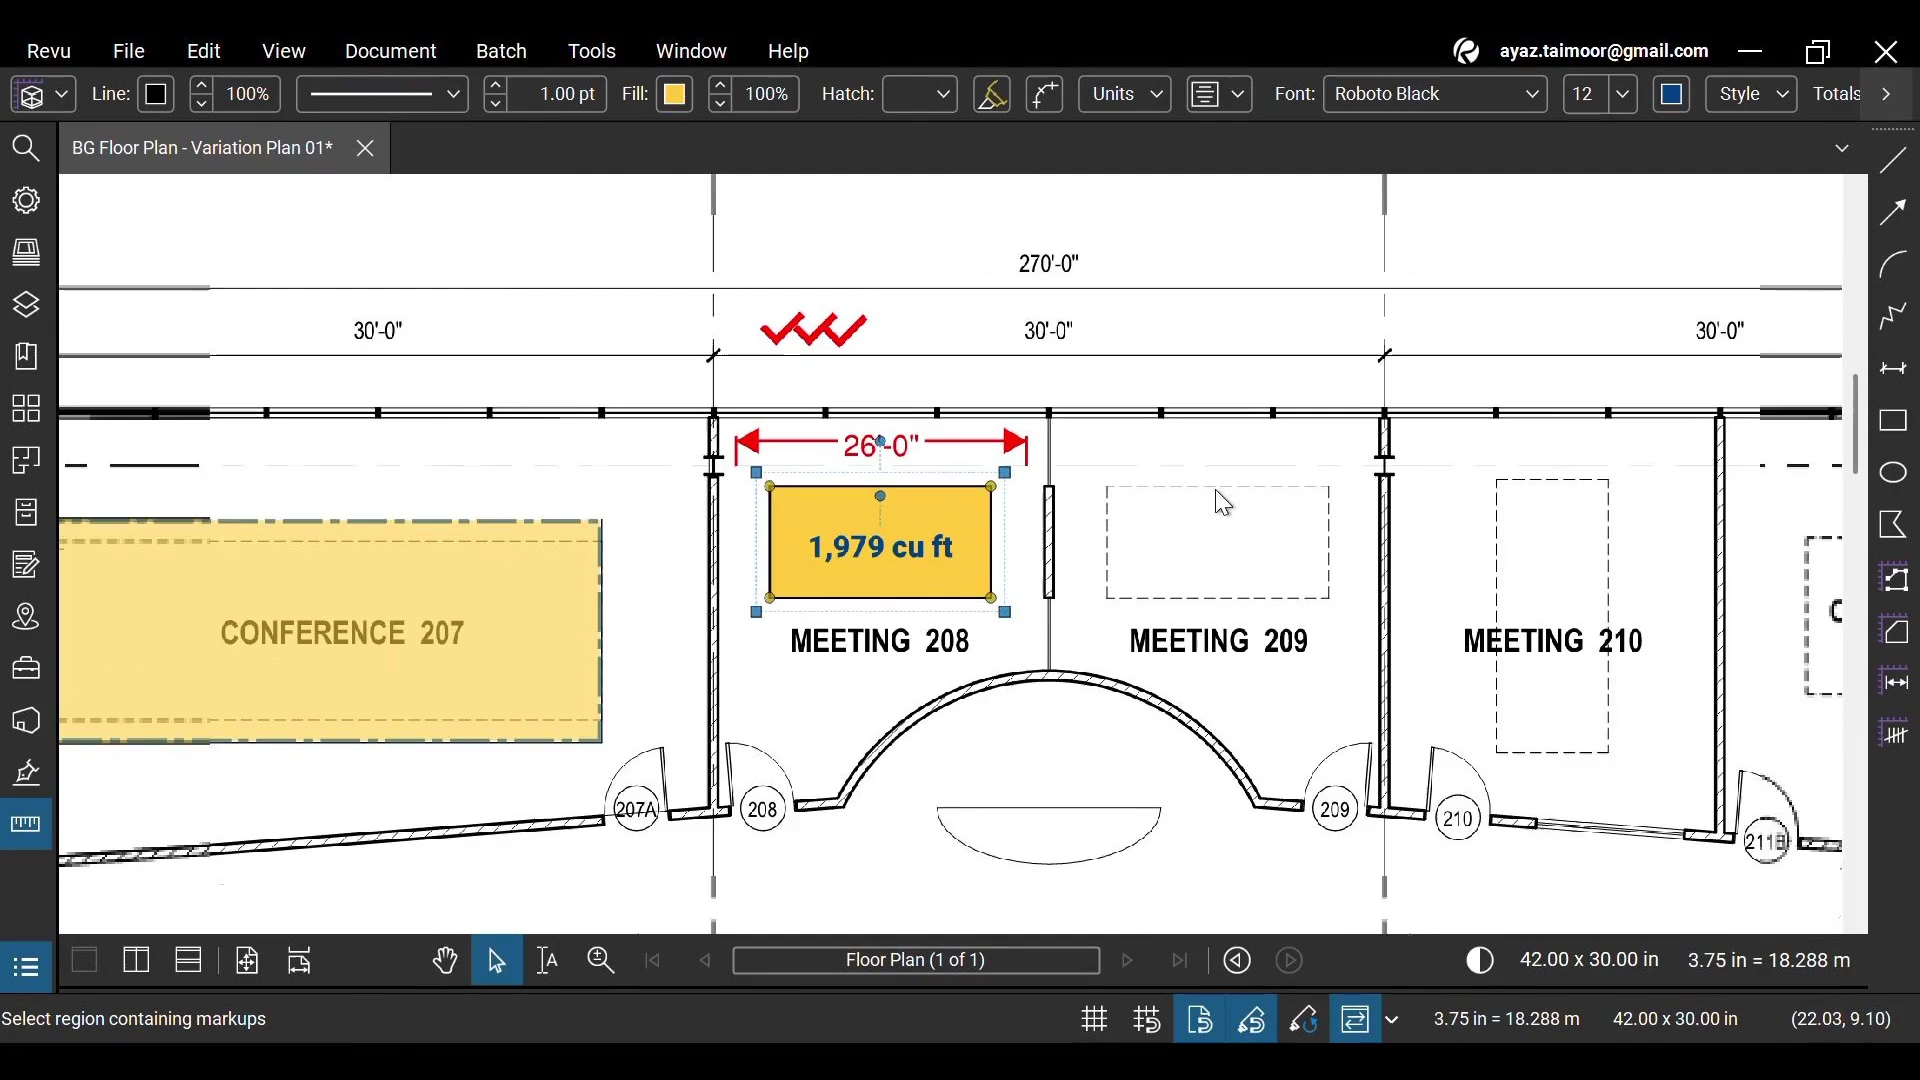 Revu File Edit View Document Batch Tools Window Help ayaz.taimoor@gmail.com
Line: 100% 1.00 pt Fill: 100% Hatch: Units Font: Roboto Black 12 Style Totals
BG Floor Plan - Variation Plan 01*
270'-0"
30'-0" 30'-0" 30'-0"
26'-0"
1,979 cu ft
CONFERENCE 207
MEETING 208 MEETING 209 MEETING 210
207A 208 209 210 211B
Floor Plan (1 of 1) 42.00 x 30.00 in 3.75 in = 18.288 m
Select region containing markups 3.75 in = 18.288 m 42.00 x 30.00 in (22.03, 9.10)